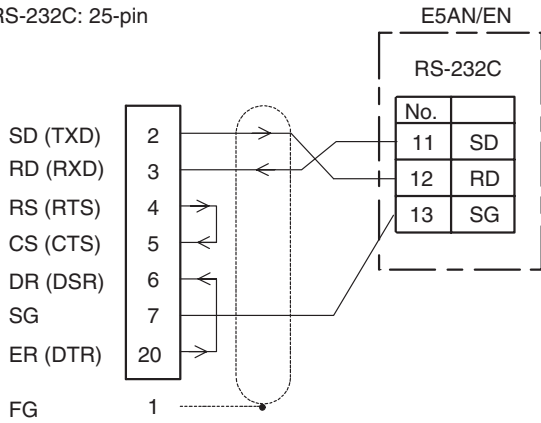 RS-232C: 25-pin
E5AN/EN
RS-232C
No.
SD (TXD) 2
11 SD
RD (RXD) 3
12 RD
RS (RTS) 4
13 SG
CS (CTS) 5
DR (DSR) 6
SG 7
ER (DTR) 20
FG 1